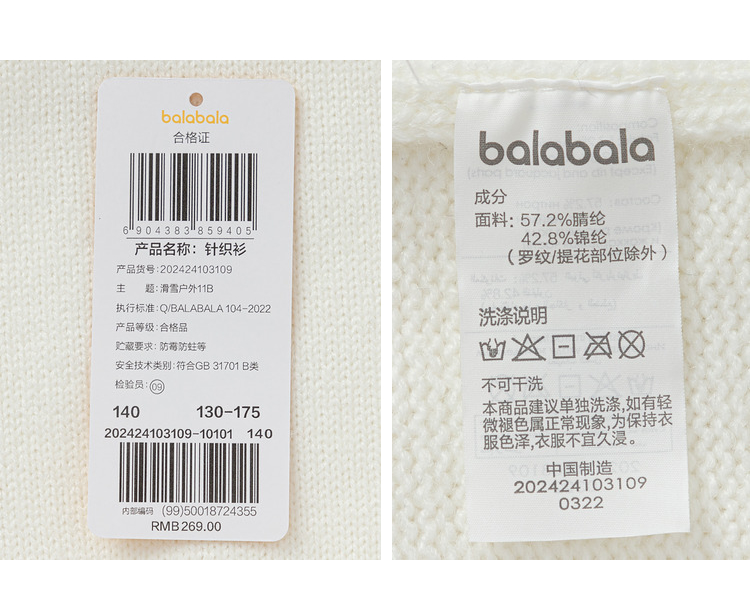 balabala
合格证
6 904383 859405
产品名称：针织衫
产品货号：202424103109
主 题：滑雪户外11B
执行标准：Q/BALABALA 104-2022
产品等级：合格品
贮藏要求：防霉防蛀等
安全技术类别：符合GB 31701 B类
检验员：09
140 130-175
202424103109-10101 140
内部编码 (99)50018724355
RMB269.00
balabala
成分
面料：57.2%腈纶
42.8%锦纶
（罗纹/提花部位除外）
洗涤说明
不可干洗
本商品建议单独洗涤,如有轻
微褪色属正常现象,为保持衣
服色泽,衣服不宜久浸。
中国制造
202424103109
0322